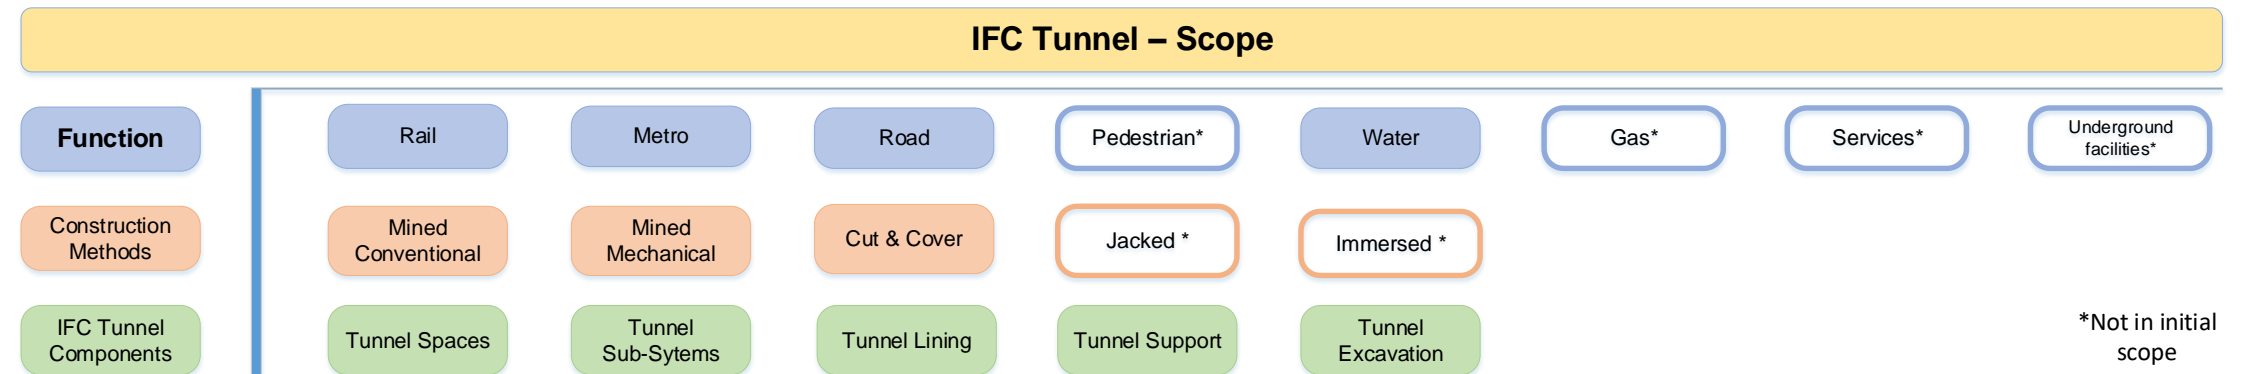 IFC Tunnel – Scope
Function
Rail
Metro
Road
Pedestrian*
Water
Gas*
Services*
Underground
facilities*
Construction
Methods
Mined
Conventional
Mined
Mechanical
Cut & Cover
Jacked *
Immersed *
IFC Tunnel
Components
Tunnel Spaces
Tunnel
Sub-Sytems
Tunnel Lining
Tunnel Support
Tunnel
Excavation
*Not in initial
scope